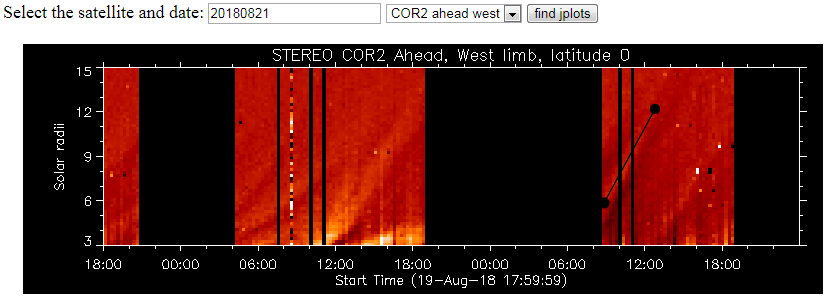 Select the satellite and date: 20180821 COR2 ahead west find jplots
STEREO COR2 Ahead, West limb, latitude 0
15
12
9
6
3
Solar radii
18:00 00:00 06:00 12:00 18:00 00:00 06:00 12:00 18:00
Start Time (19-Aug-18 17:59:59)